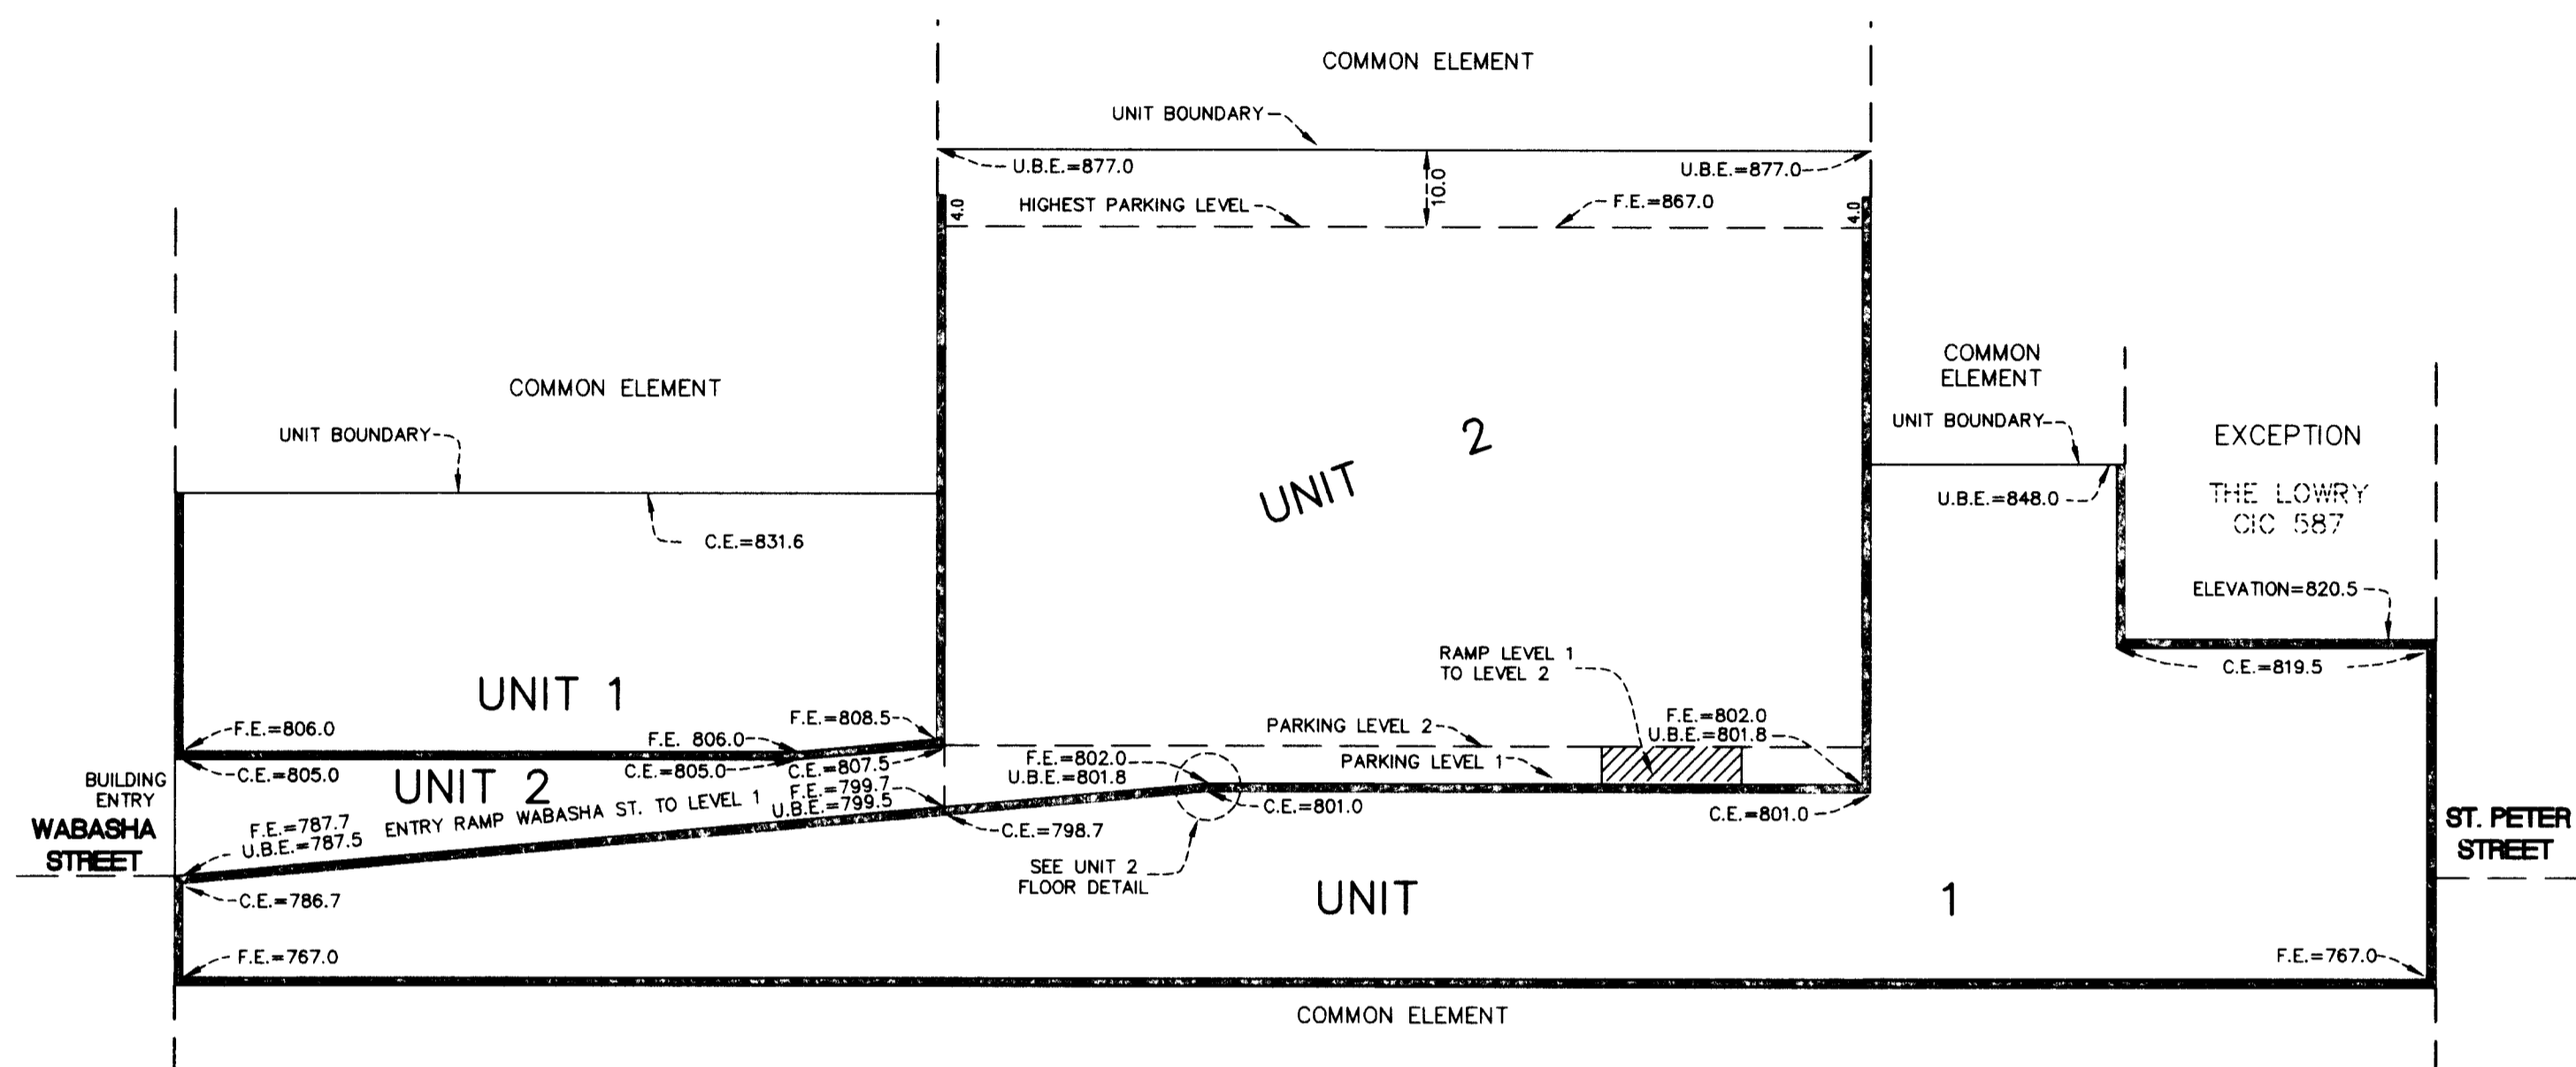 COMMON ELEMENT
UNIT BOUNDARY
U.B.E.=877.0
U.B.E.=877.0
10.0
4.0
HIGHEST PARKING LEVEL
F.E.=867.0
4.0
COMMON ELEMENT
UNIT BOUNDARY
C.E.=831.6
COMMON
ELEMENT
UNIT BOUNDARY
U.B.E.=848.0
EXCEPTION
THE LOWRY
CIC 587
ELEVATION=820.5
C.E.=819.5
UNIT 2
UNIT 1
F.E.=806.0
F.E. 806.0
F.E.=808.5
C.E.=805.0
C.E.=805.0
C.E.=807.5
BUILDING
ENTRY
WABASHA
STREET
UNIT 2
ENTRY RAMP WABASHA ST. TO LEVEL 1
F.E.=787.7
U.B.E.=787.5
F.E.=799.7
U.B.E.=799.5
C.E.=786.7
C.E.=798.7
RAMP LEVEL 1
TO LEVEL 2
PARKING LEVEL 2
PARKING LEVEL 1
F.E.=802.0
U.B.E.=801.8
F.E.=802.0
U.B.E.=801.8
C.E.=801.0
C.E.=801.0
SEE UNIT 2
FLOOR DETAIL
ST. PETER
STREET
UNIT 1
F.E.=767.0
F.E.=767.0
COMMON ELEMENT